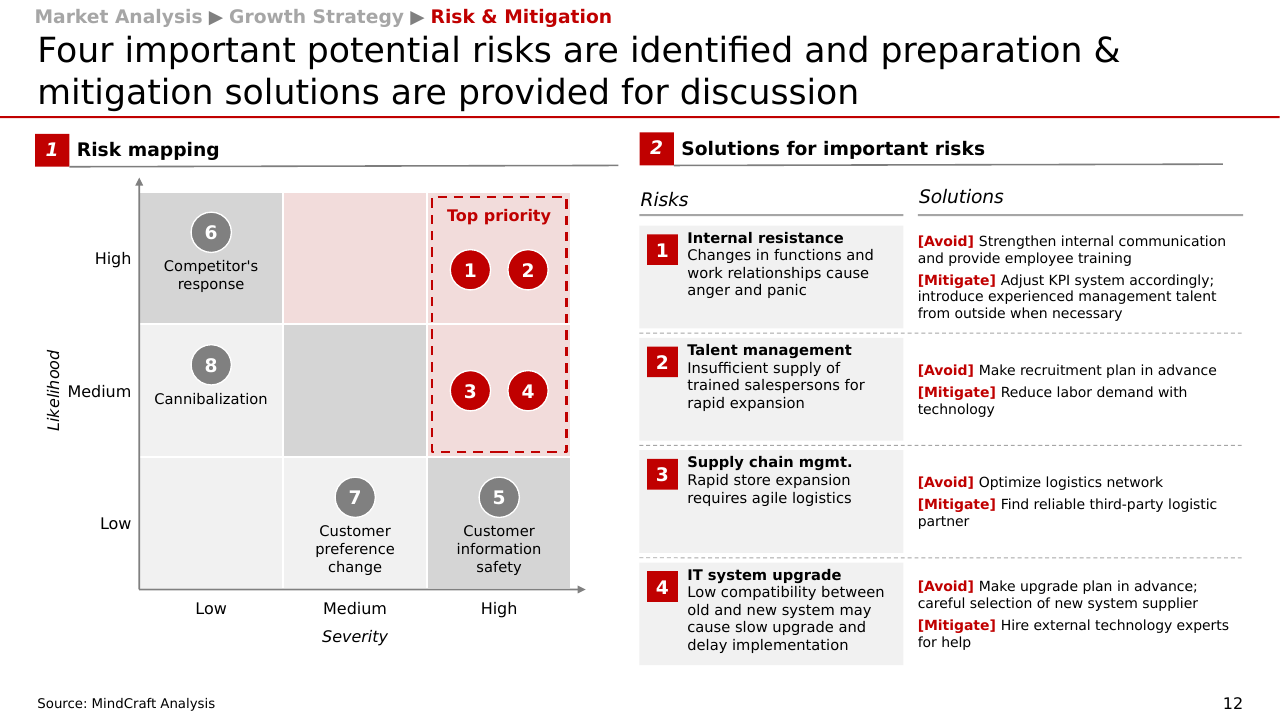 Market Analysis ▶ Growth Strategy ▶ Risk & Mitigation
Four important potential risks are identified and preparation &
mitigation solutions are provided for discussion
1 Risk mapping
Likelihood
High
Medium
Low
6
Competitor's
response
Top priority
1 2
8
Cannibalization
3 4
7
Customer
preference
change
5
Customer
information
safety
Low Medium High
Severity
2 Solutions for important risks
Risks Solutions
1 Internal resistance
Changes in functions and
work relationships cause
anger and panic
[Avoid] Strengthen internal communication
and provide employee training
[Mitigate] Adjust KPI system accordingly;
introduce experienced management talent
from outside when necessary
2 Talent management
Insufficient supply of
trained salespersons for
rapid expansion
[Avoid] Make recruitment plan in advance
[Mitigate] Reduce labor demand with
technology
3 Supply chain mgmt.
Rapid store expansion
requires agile logistics
[Avoid] Optimize logistics network
[Mitigate] Find reliable third-party logistic
partner
4 IT system upgrade
Low compatibility between
old and new system may
cause slow upgrade and
delay implementation
[Avoid] Make upgrade plan in advance;
careful selection of new system supplier
[Mitigate] Hire external technology experts
for help
Source: MindCraft Analysis
12